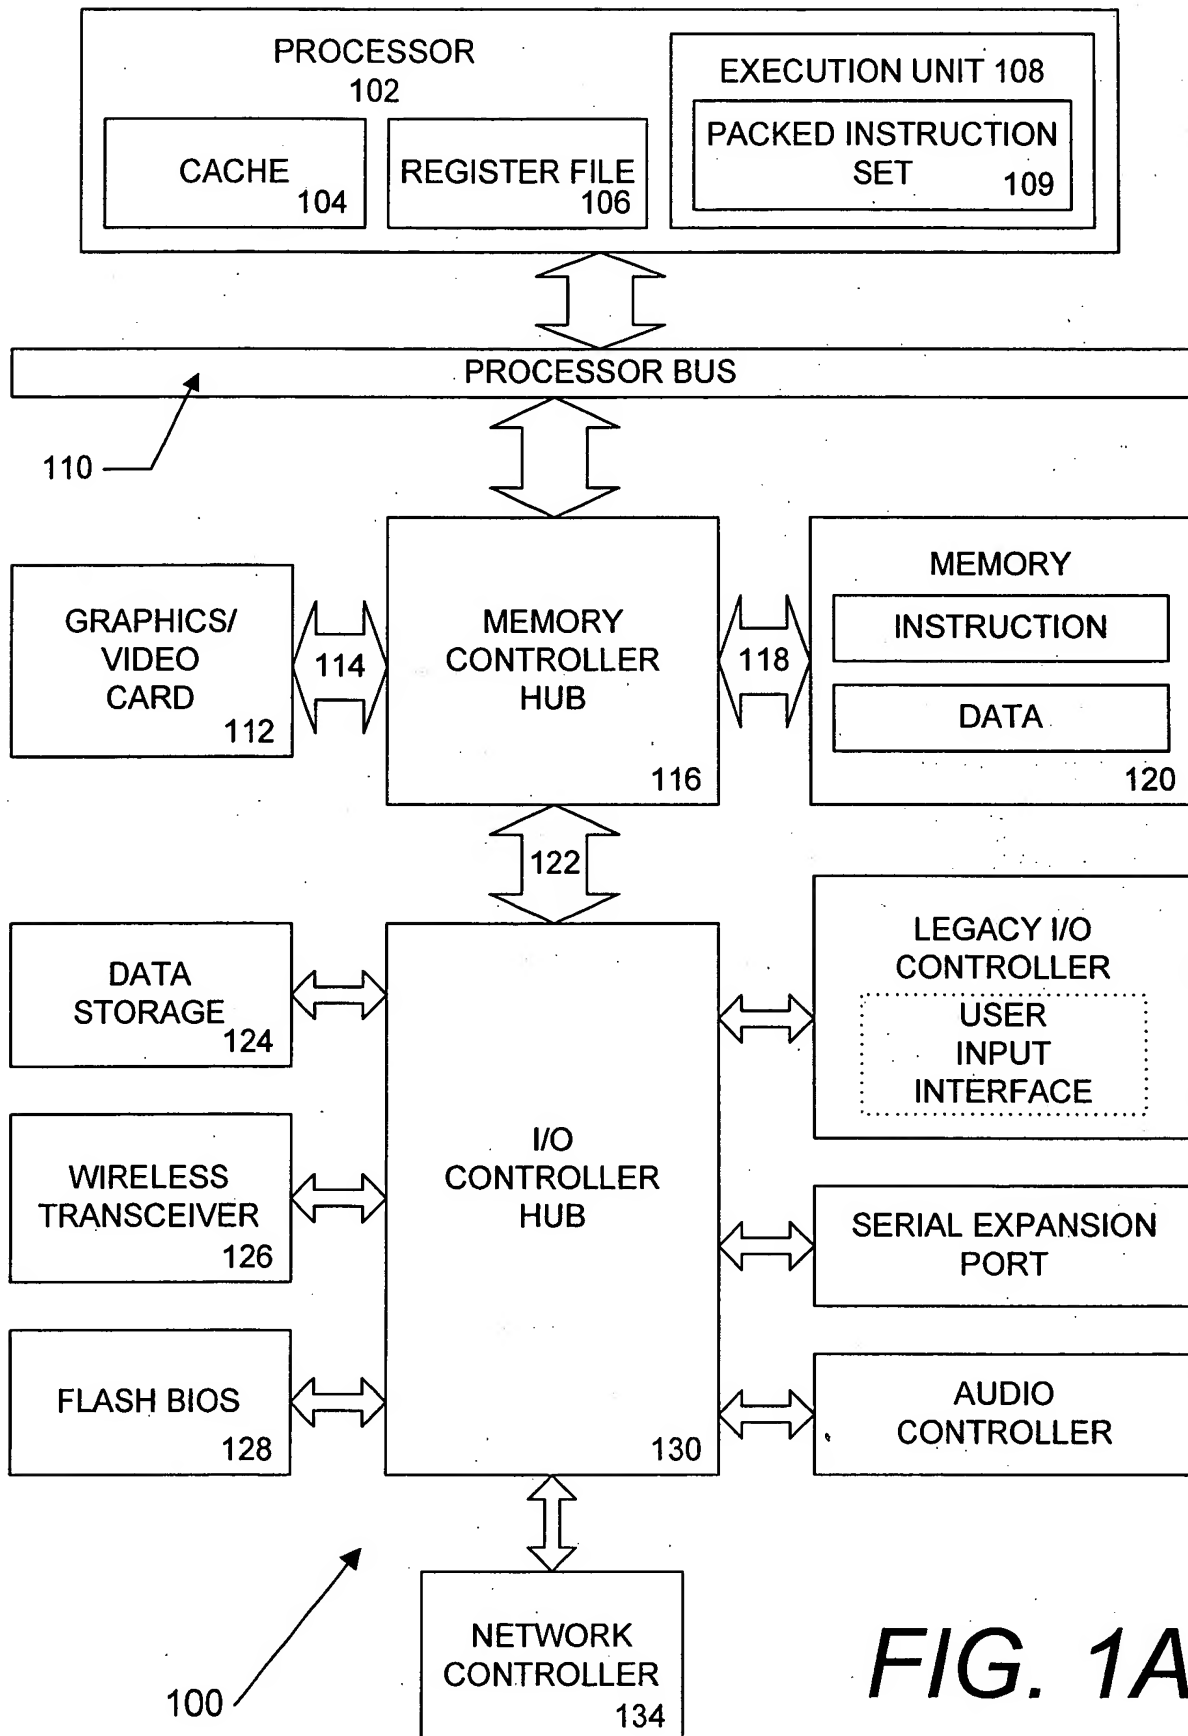 PROCESSOR
102
CACHE
104
REGISTER FILE
106
EXECUTION UNIT 108
PACKED INSTRUCTION
SET
109
PROCESSOR BUS
110
GRAPHICS/
VIDEO
CARD
112
114
MEMORY
CONTROLLER
HUB
116
118
MEMORY
INSTRUCTION
DATA
120
122
DATA
STORAGE
124
WIRELESS
TRANSCEIVER
126
FLASH BIOS
128
I/O
CONTROLLER
HUB
130
LEGACY I/O
CONTROLLER
USER
INPUT
INTERFACE
SERIAL EXPANSION
PORT
AUDIO
CONTROLLER
NETWORK
CONTROLLER
134
100
FIG. 1A